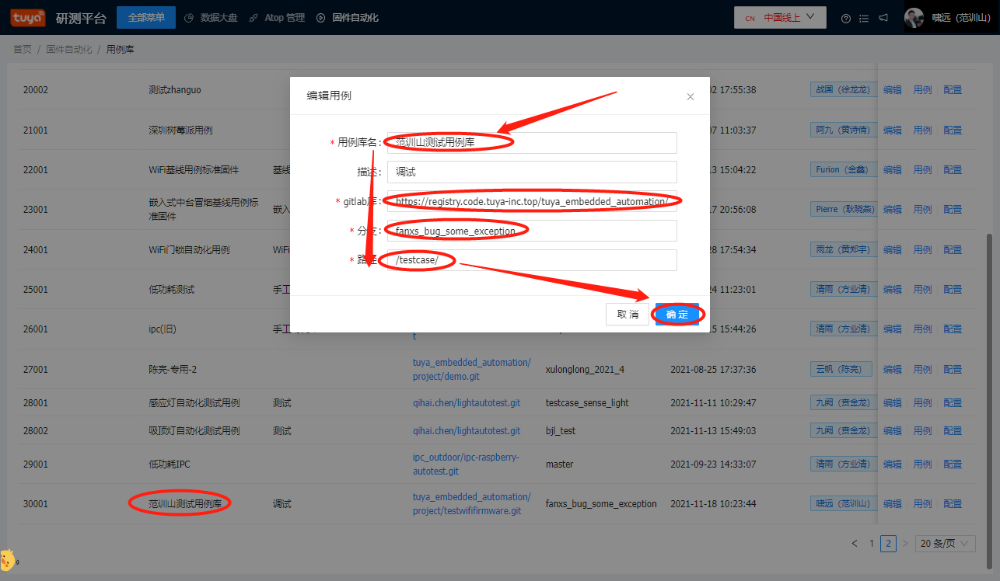 tuya 研测平台 全部菜单 数据大盘 Atop 管理 固件自动化 CN 中国线上 啸远（范训山）
首页 / 固件自动化 / 用例库
20002 测试zhanguo 02 17:55:38 战国（徐龙龙） 编辑 用例 配置
21001 深圳树莓派用例 07 11:03:37 阿九（黄诗倩） 编辑 用例 配置
22001 WiFi基线用例标准固件 基线 13 15:04:22 Furion（金鑫） 编辑 用例 配置
23001 嵌入式中台冒烟基线用例标准固件 嵌入 17 20:56:08 Pierre（耿晓燕） 编辑 用例 配置
24001 WiFi门锁自动化用例 WiFi 28 17:54:34 雨龙（黄郑宇） 编辑 用例 配置
25001 低功耗测试 手工 24 11:23:01 清雨（方业清） 编辑 用例 配置
26001 ipc(旧) 手工 t 15 15:44:26 清雨（方业清） 编辑 用例 配置
27001 陈亮-专用-2 tuya_embedded_automation/project/demo.git xulonglong_2021_4 2021-08-25 17:37:36 云帆（陈亮） 编辑 用例 配置
28001 感应灯自动化测试用例 测试 qihai.chen/lightautotest.git testcase_sense_light 2021-11-11 10:29:47 九阙（贵金龙） 编辑 用例 配置
28002 吸顶灯自动化测试用例 测试 qihai.chen/lightautotest.git bjl_test 2021-11-13 15:49:03 九阙（贵金龙） 编辑 用例 配置
29001 低功耗IPC ipc_outdoor/ipc-raspberry-autotest.git master 2021-09-23 14:33:07 清雨（方业清） 编辑 用例 配置
30001 范训山测试用例库 调试 tuya_embedded_automation/project/testwififirmware.git fanxs_bug_some_exception 2021-11-18 10:23:44 啸远（范训山） 编辑 用例 配置
< 1 2 > 20 条/页
编辑用例 ×
* 用例库名: 范训山测试用例库
描述: 调试
* gitlab库: https://registry.code.tuya-inc.top/tuya_embedded_automation/
* 分支: fanxs_bug_some_exception
* 路径 /testcase/
取 消 确 定